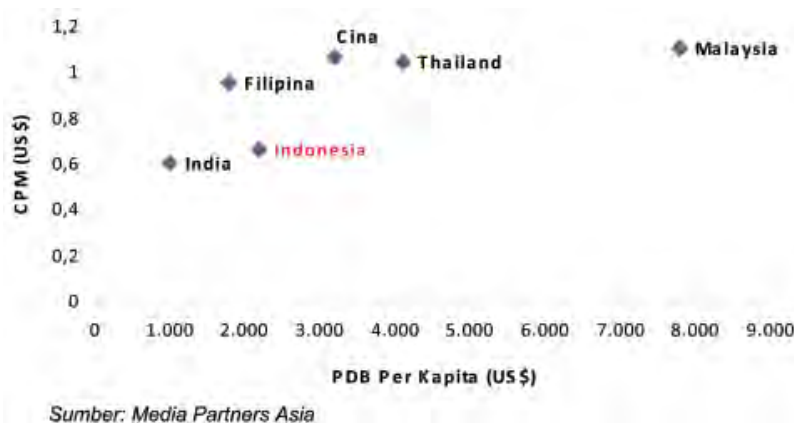 1,2
Cina
Malaysia
1
Thailand
Filipina
0,8
CPM (US$)
Indonesia
0,6
India
0,4
0,2
0
0 1.000 2.000 3.000 4.000 5.000 6.000 7.000 8.000 9.000
PDB Per Kapita (US$)
Sumber: Media Partners Asia